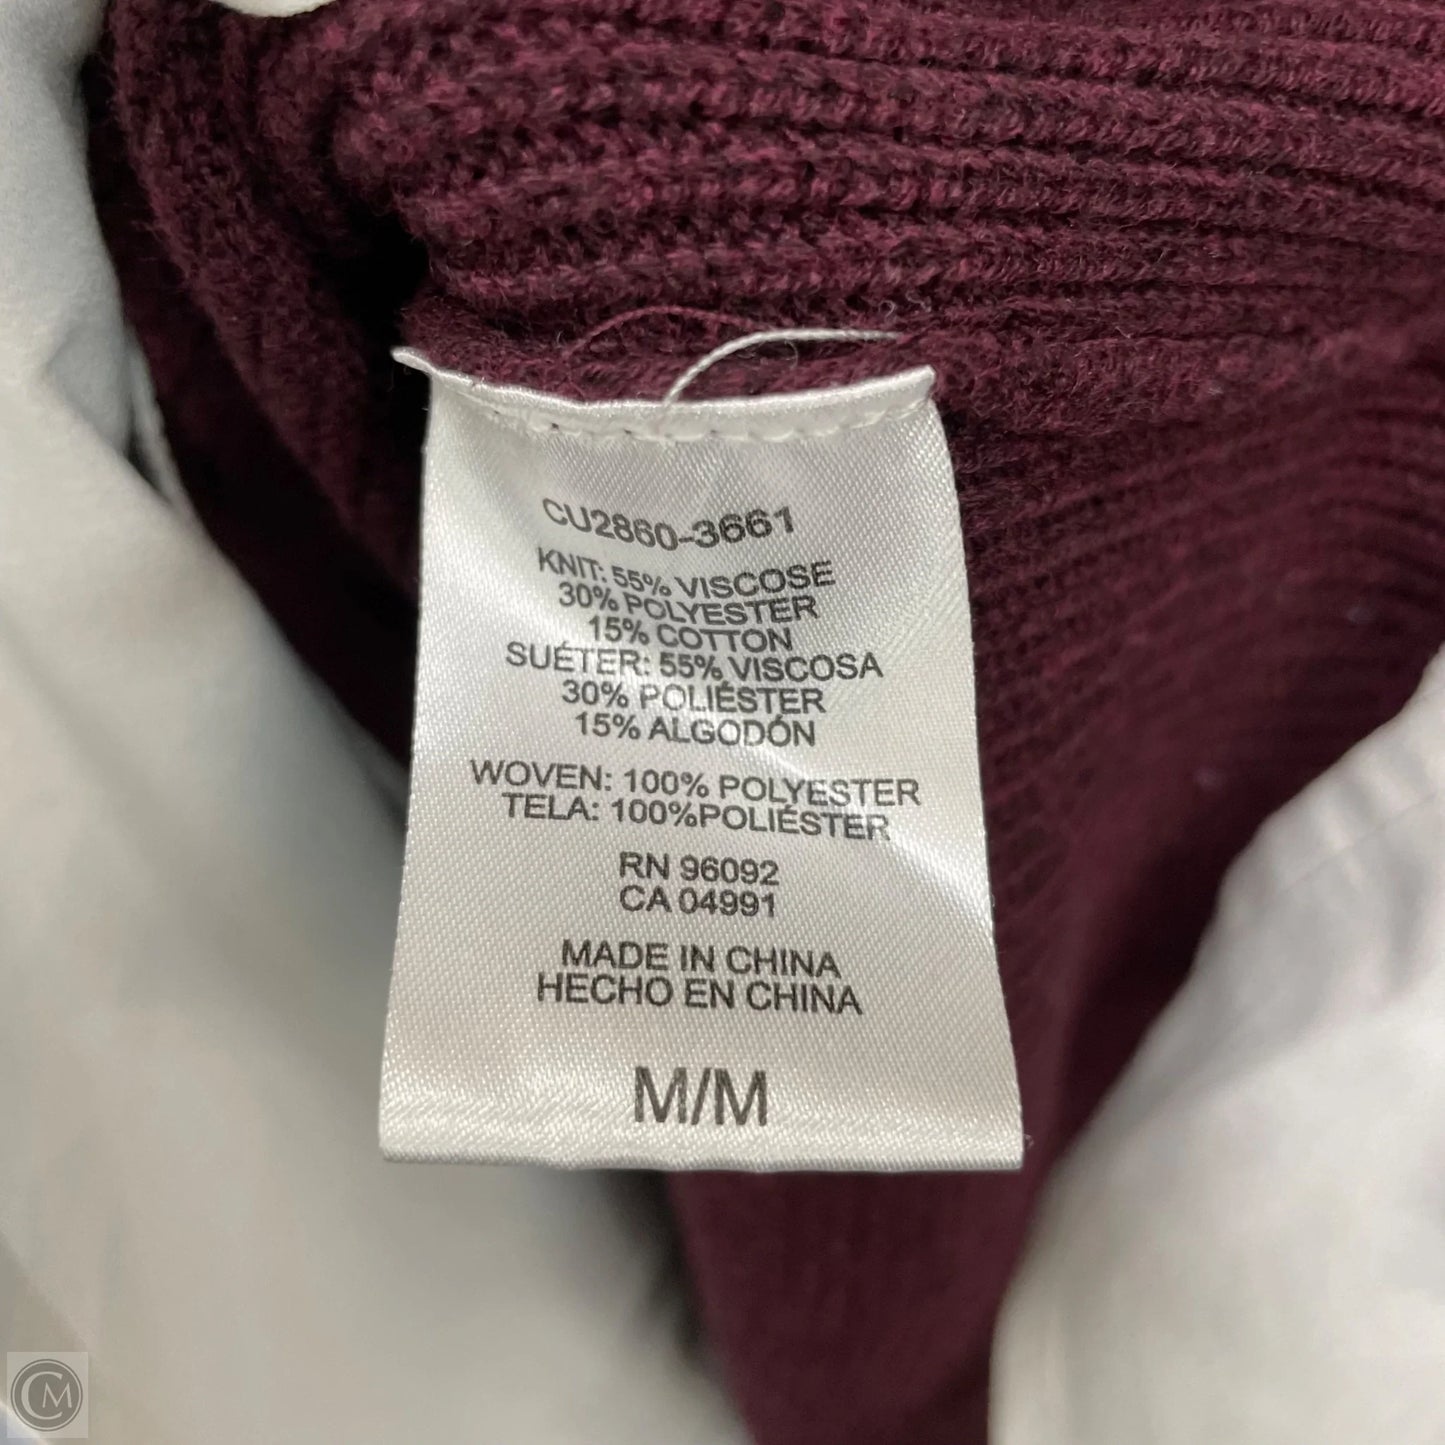 CU2860-3661
KNIT: 55% VISCOSE
30% POLYESTER
15% COTTON
SUÉTER: 55% VISCOSA
30% POLIÉSTER
15% ALGODÓN
WOVEN: 100% POLYESTER
TELA: 100%POLIÉSTER
RN 96092
CA 04991
MADE IN CHINA
HECHO EN CHINA
M/M
CM